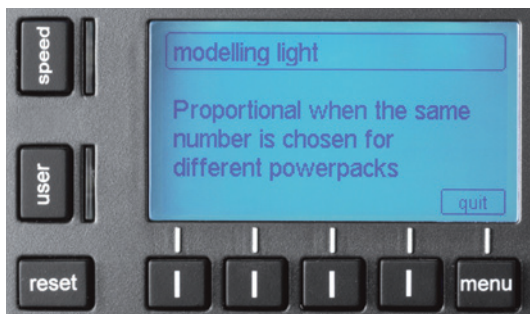 speed
modelling light
Proportional when the same
number is chosen for
different powerpacks
user
quit
reset
menu